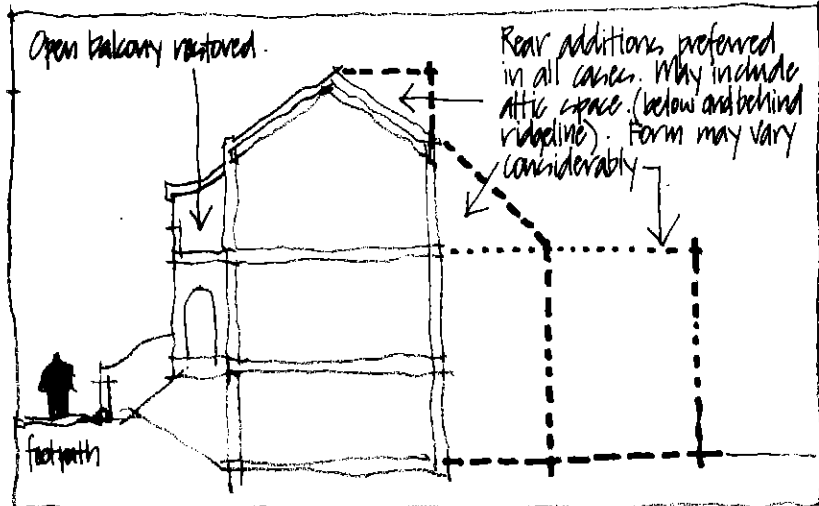 Open balcony restored.
Rear additions preferred
in all cases. May include
attic space. (below and behind
ridgeline). Form may vary
considerably
footpath